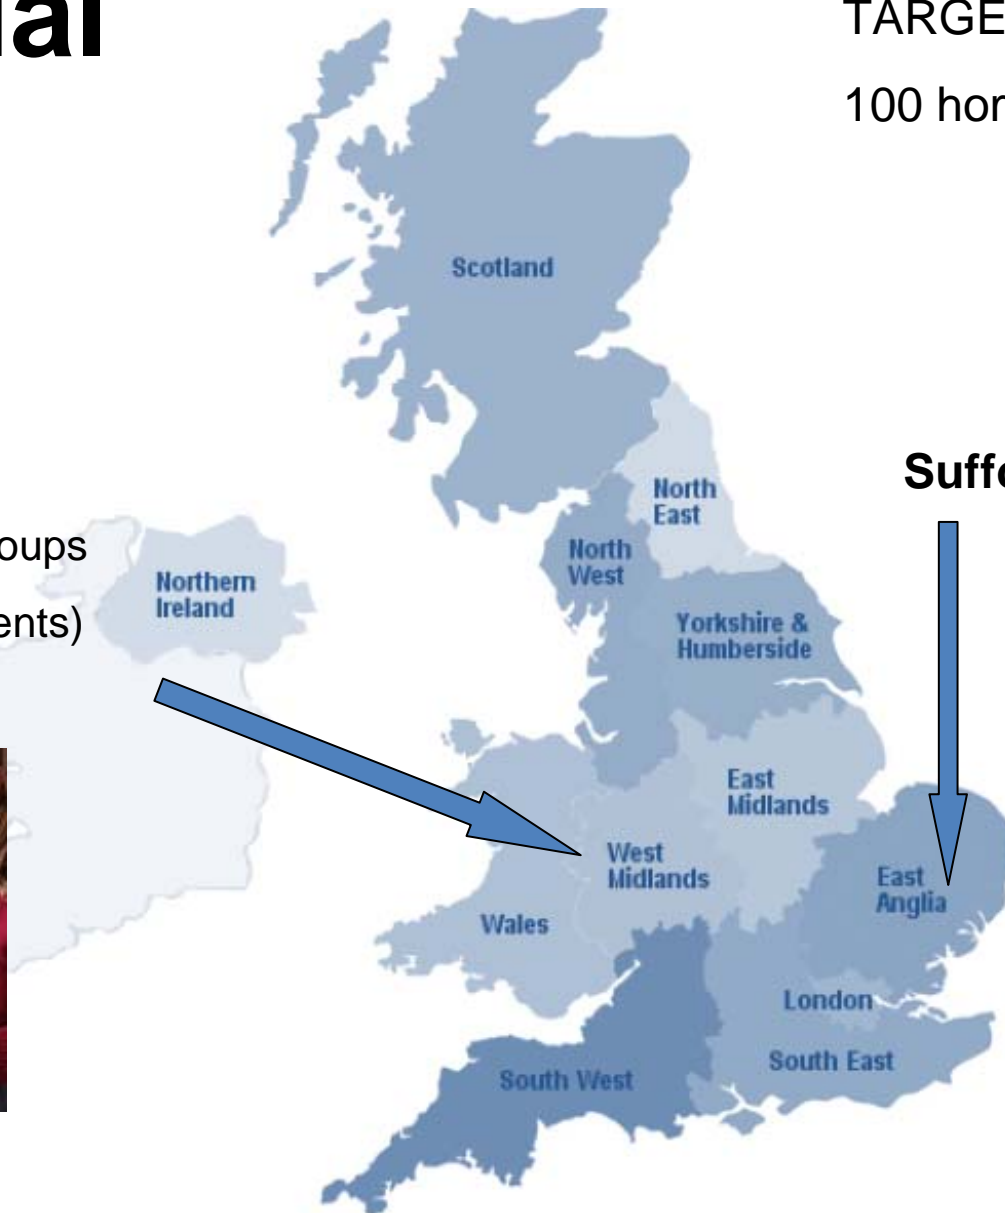 TARGE
100 hor
Scotland
Suffo
North
East
oups
North
West
Northern
Ireland
ents)
Yorkshire &
Humberside
East
Midlands
West
Midlands
East
Anglia
Wales
London
South East
South West